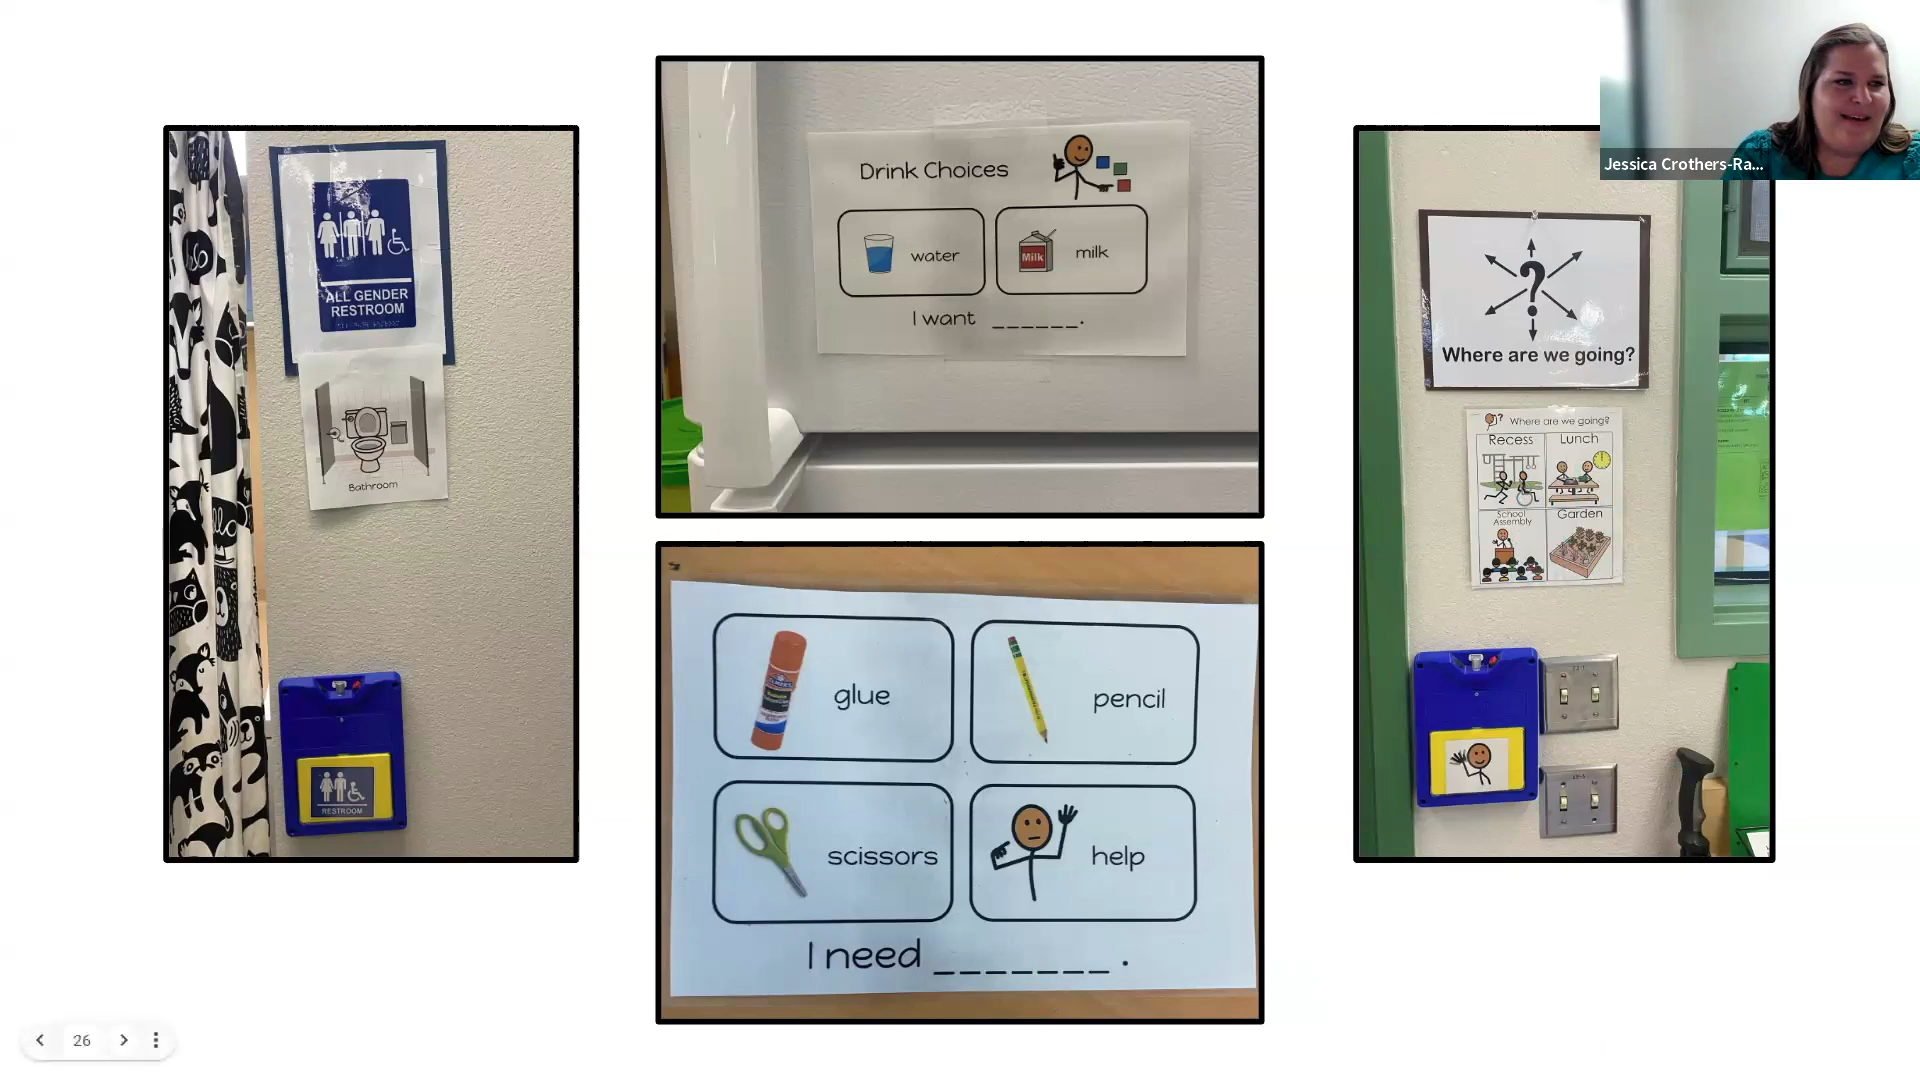 ALL GENDER
RESTROOM
Bathroom
RESTROOM
Drink Choices
water
Milk
milk
I want ______.
glue
pencil
scissors
help
I need _______.
Where are we going?
? Where are we going?
Recess
Lunch
School
Assembly
Garden
Jessica Crothers-Ra...
26